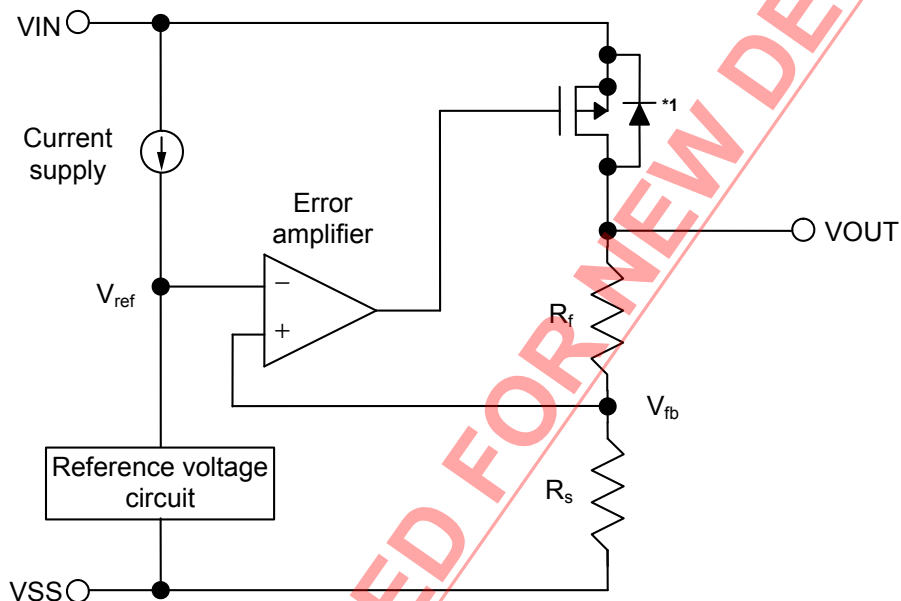 VIN
*1
Current
supply
Error
amplifier
VOUT
Vref
−
+
Rf
Vfb
Reference voltage
circuit
Rs
VSS
ED FOR NEW DE